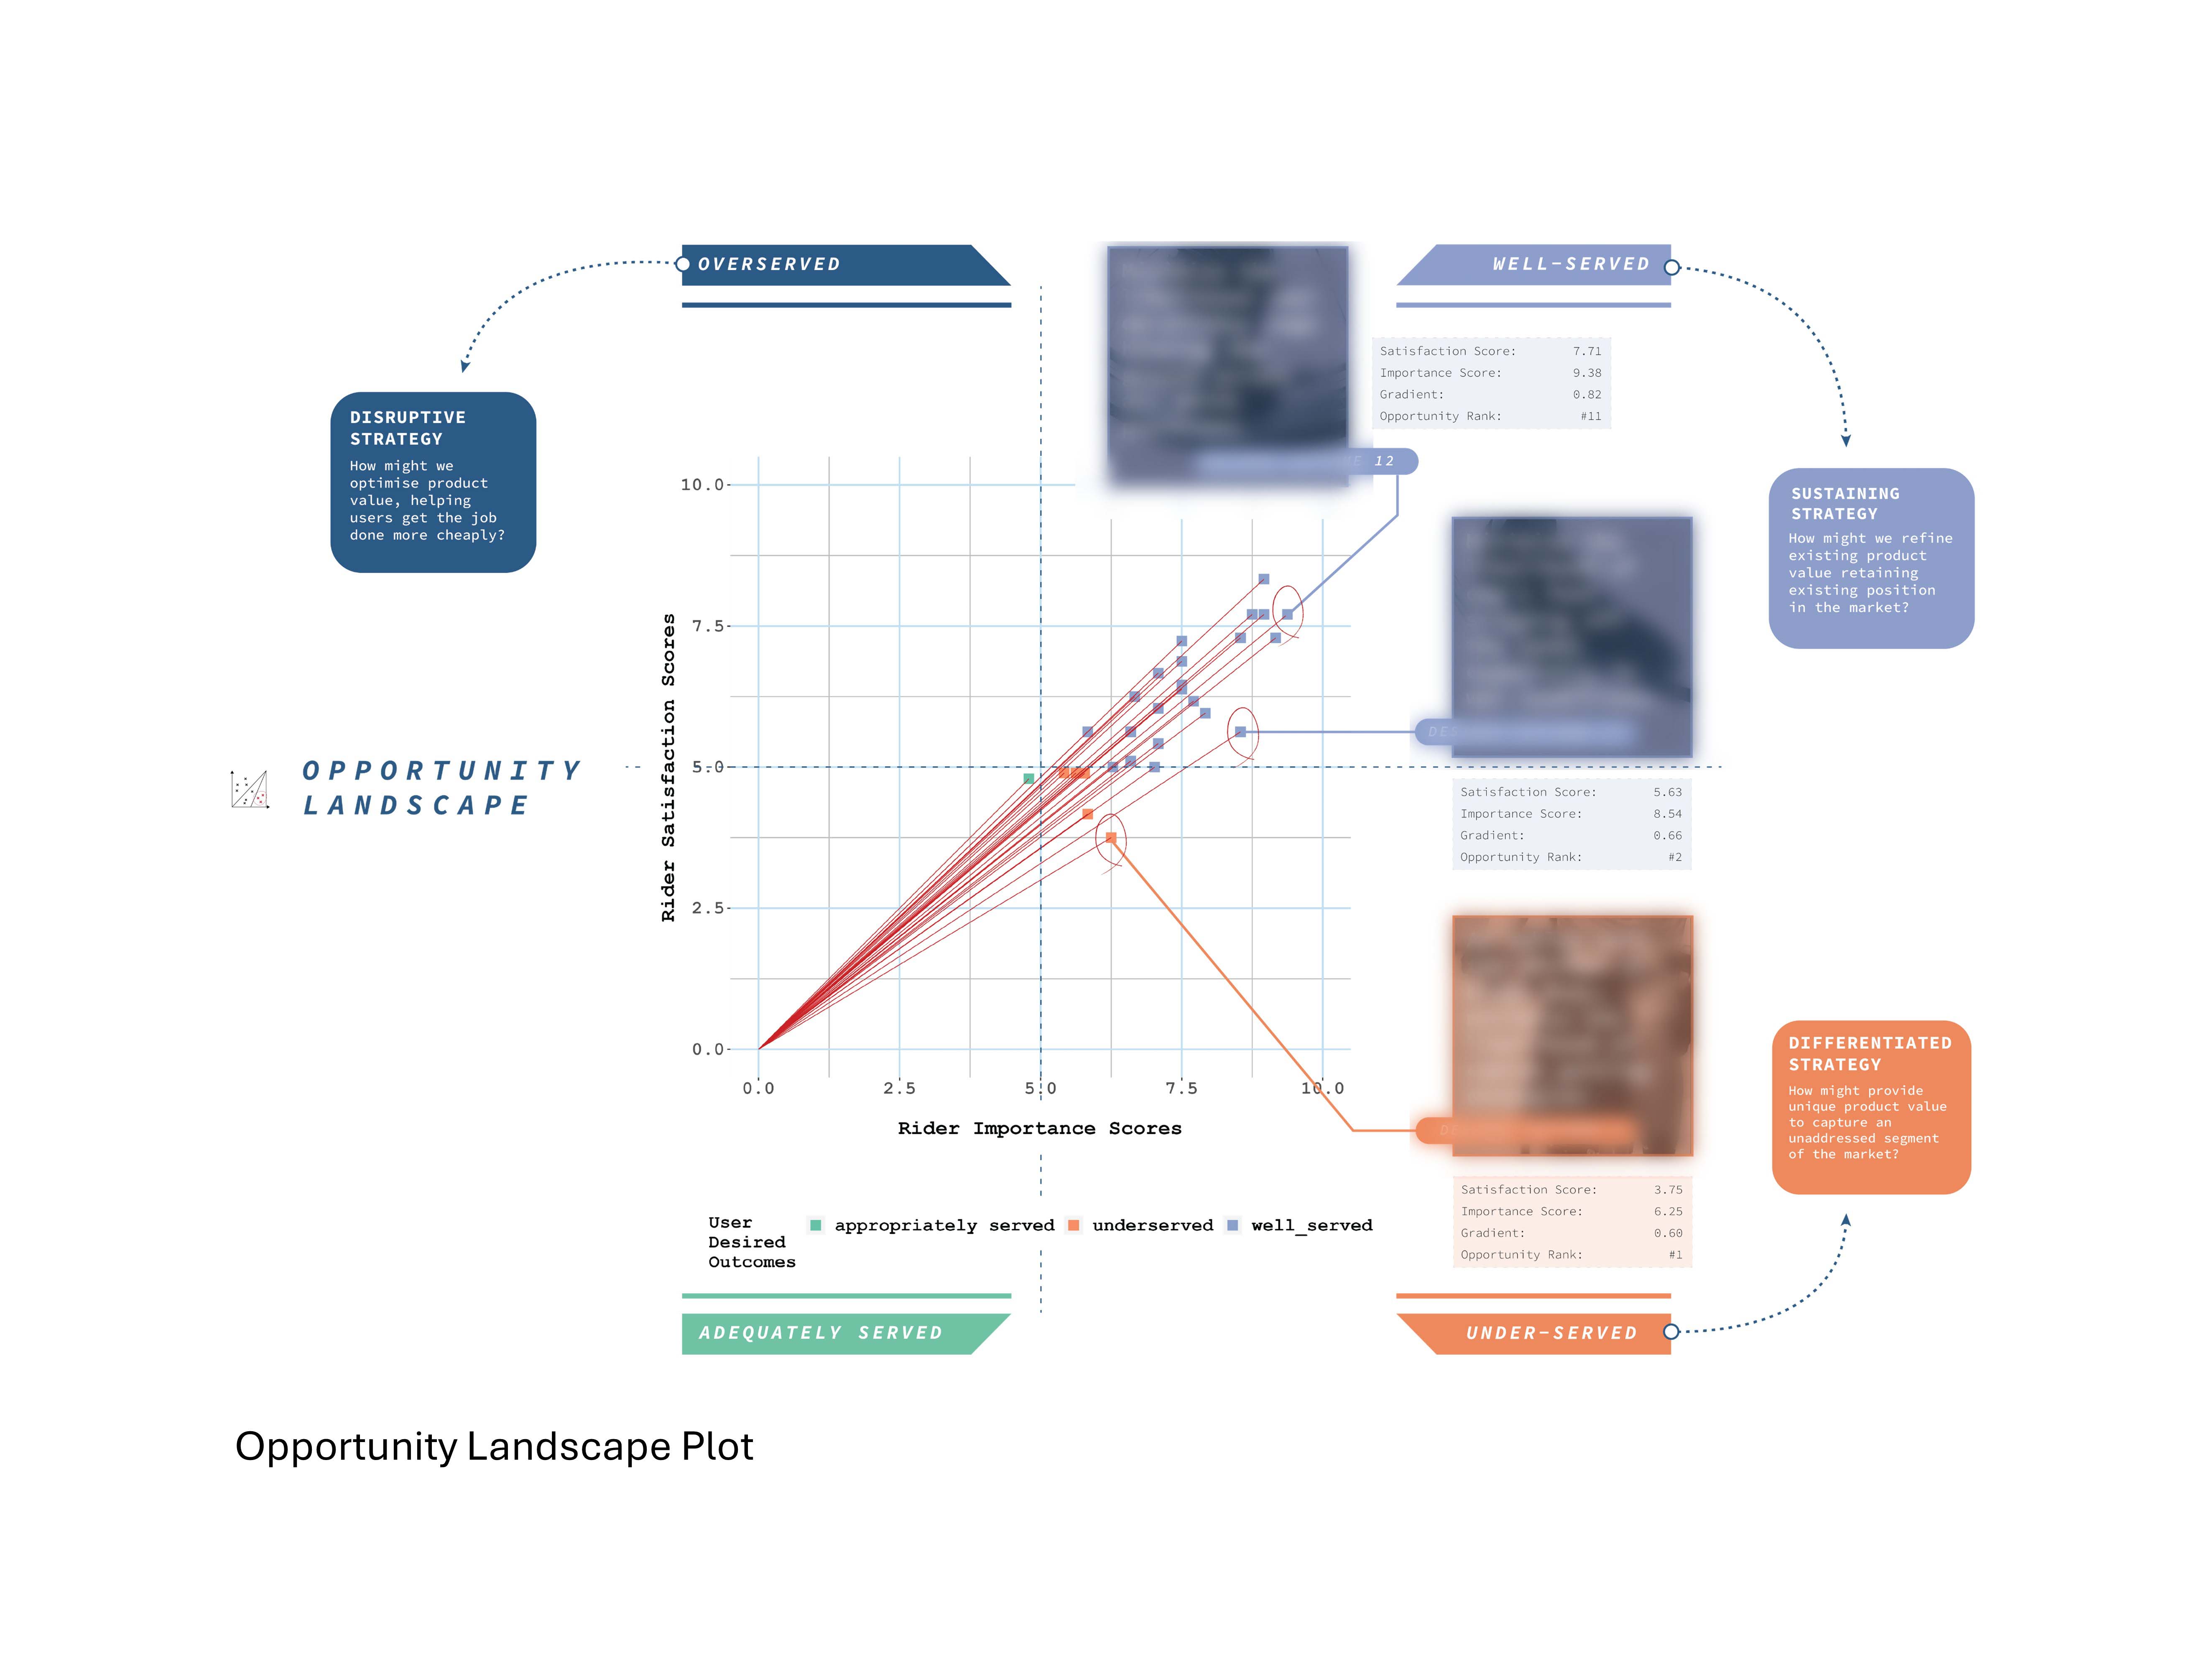 OVERSERVED
WELL-SERVED
DISRUPTIVE
STRATEGY
How might we
optimise product
value, helping
users get the job
done more cheaply?
Satisfaction Score: 7.71
Importance Score: 9.38
Gradient: 0.82
Opportunity Rank: #11
12
SUSTAINING
STRATEGY
How might we refine
existing product
value retaining
existing position
in the market?
OPPORTUNITY
LANDSCAPE
Rider Satisfaction Scores
10.0
7.5
5.0
2.5
0.0
0.0 2.5 5.0 7.5 10.0
Rider Importance Scores
Satisfaction Score: 5.63
Importance Score: 8.54
Gradient: 0.66
Opportunity Rank: #2
DIFFERENTIATED
STRATEGY
How might provide
unique product value
to capture an
unaddressed segment
of the market?
Satisfaction Score: 3.75
Importance Score: 6.25
Gradient: 0.60
Opportunity Rank: #1
User
Desired
Outcomes
appropriately served underserved well_served
ADEQUATELY SERVED
UNDER-SERVED
Opportunity Landscape Plot